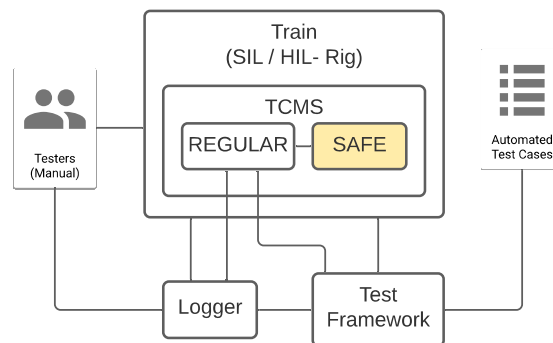 Train
(SIL / HIL- Rig)
TCMS
REGULAR
SAFE
Testers
(Manual)
Automated
Test Cases
Logger
Test
Framework